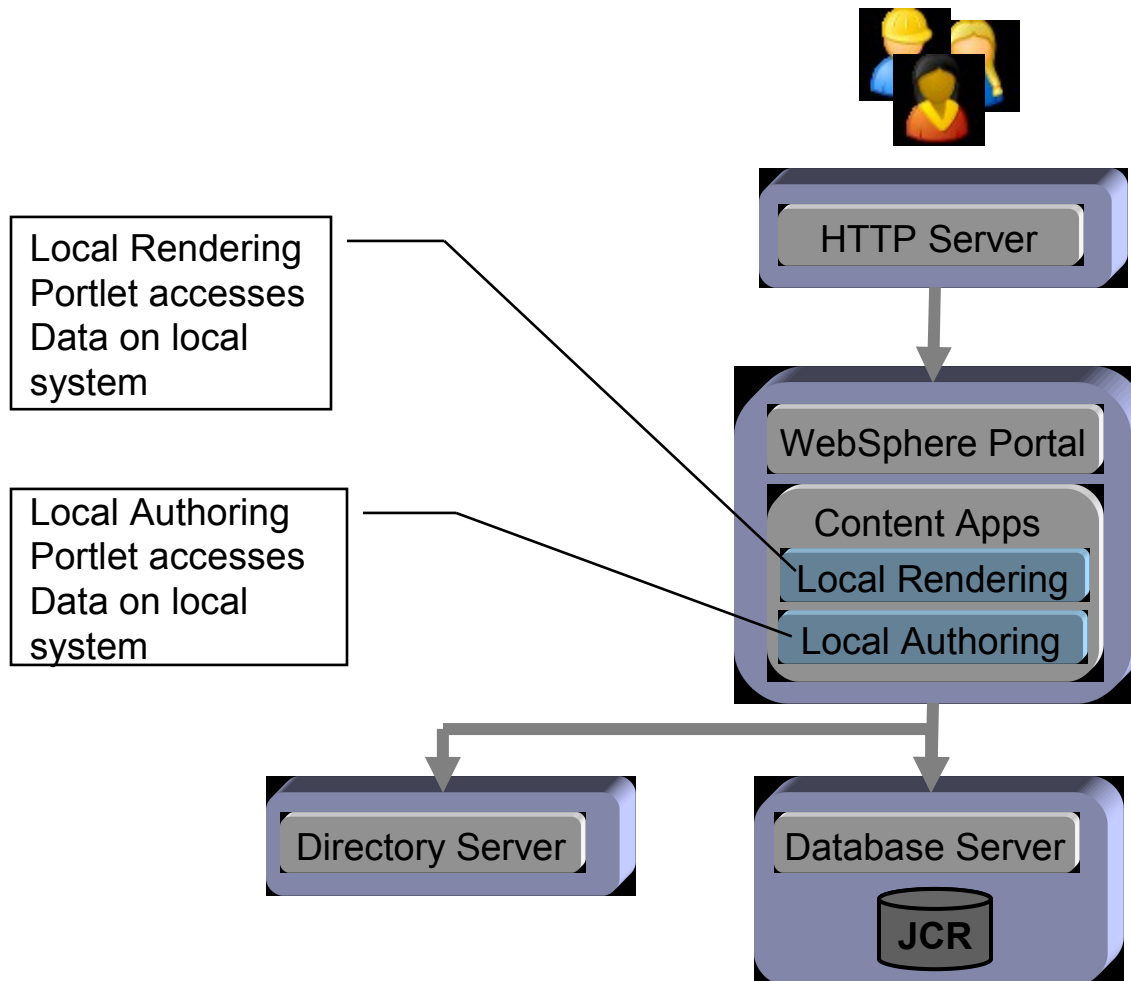 HTTP Server
Local Rendering
Portlet accesses
Data on local
system
WebSphere Portal
Content Apps
Local Rendering
Local Authoring
Local Authoring
Portlet accesses
Data on local
system
Directory Server
Database Server
JCR